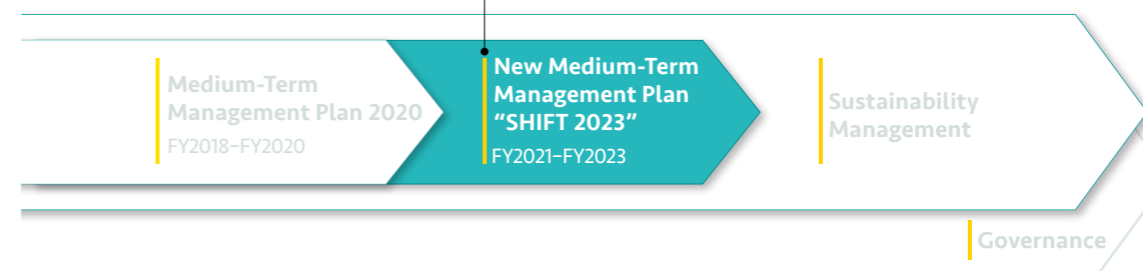 Medium-Term
Management Plan 2020
FY2018–FY2020
New Medium-Term
Management Plan
“SHIFT 2023”
FY2021–FY2023
Sustainability
Management
Governance